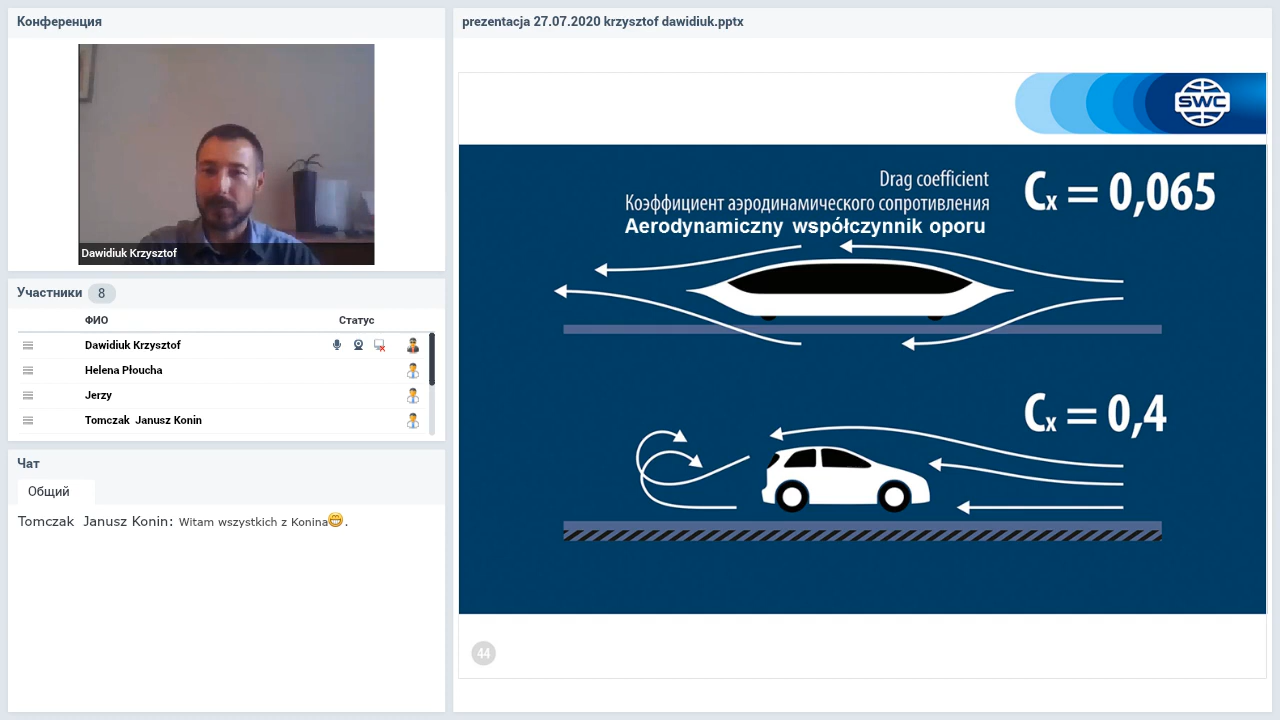 Конференция
Dawidiuk Krzysztof
Участники 8
ФИО Статус
Dawidiuk Krzysztof
Helena Płoucha
Jerzy
Tomczak Janusz Konin
Чат
Общий
Tomczak Janusz Konin: Witam wszystkich z Konina.
prezentacja 27.07.2020 krzysztof dawidiuk.pptx
SWC
Drag coefficient
Коэффициент аэродинамического сопротивления
Aerodynamiczny współczynnik oporu
Cx = 0,065
Cx = 0,4
44